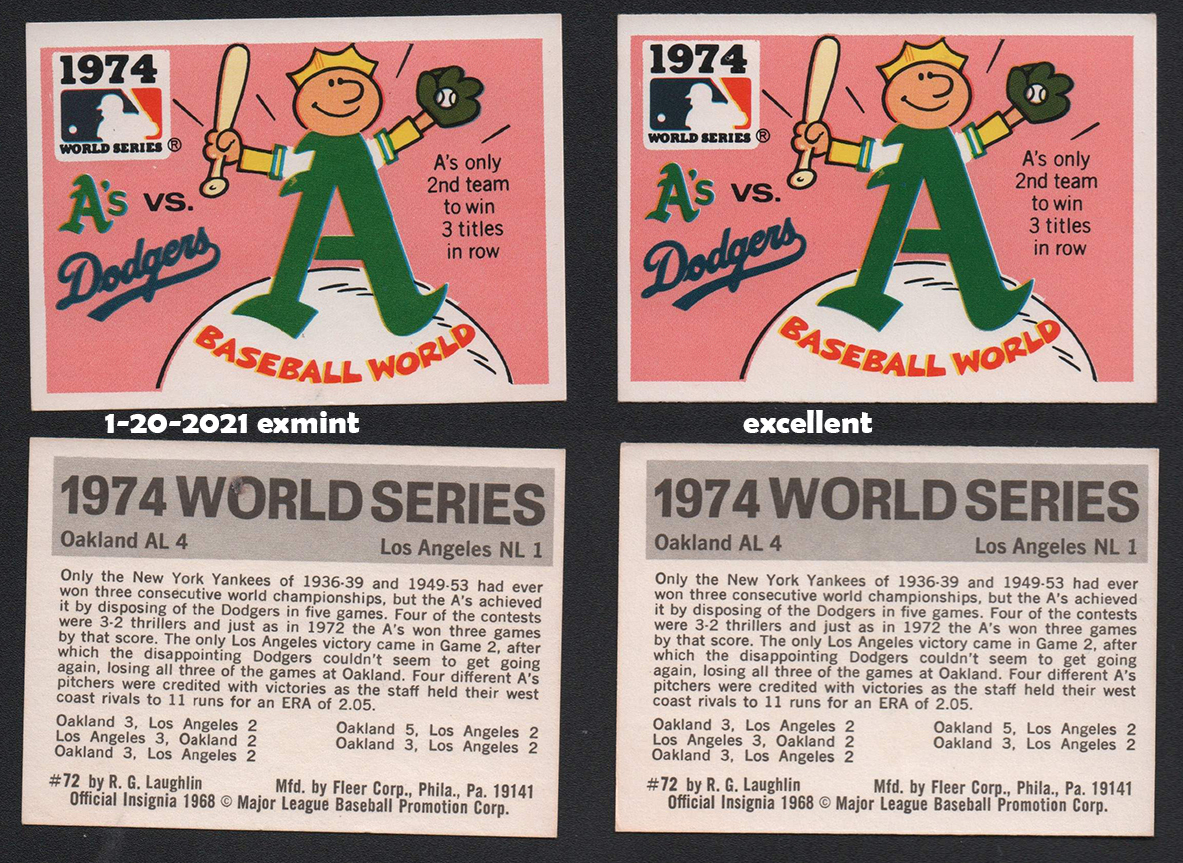 1974
WORLD SERIES ®
A's vs.
Dodgers
A's only
2nd team
to win
3 titles
in row
BASEBALL WORLD
1974
WORLD SERIES ®
A's vs.
Dodgers
A's only
2nd team
to win
3 titles
in row
BASEBALL WORLD
1-20-2021 exmint
excellent
1974 WORLD SERIES
Oakland AL 4
Los Angeles NL 1
Only the New York Yankees of 1936-39 and 1949-53 had ever
won three consecutive world championships, but the A's achieved
it by disposing of the Dodgers in five games. Four of the contests
were 3-2 thrillers and just as in 1972 the A's won three games
by that score. The only Los Angeles victory came in Game 2, after
which the disappointing Dodgers couldn't seem to get going
again, losing all three of the games at Oakland. Four different A's
pitchers were credited with victories as the staff held their west
coast rivals to 11 runs for an ERA of 2.05.
Oakland 3, Los Angeles 2
Los Angeles 3, Oakland 2
Oakland 3, Los Angeles 2
Oakland 5, Los Angeles 2
Oakland 3, Los Angeles 2
#72 by R. G. Laughlin
Mfd. by Fleer Corp., Phila., Pa. 19141
Official Insignia 1968 © Major League Baseball Promotion Corp.
1974 WORLD SERIES
Oakland AL 4
Los Angeles NL 1
Only the New York Yankees of 1936-39 and 1949-53 had ever
won three consecutive world championships, but the A's achieved
it by disposing of the Dodgers in five games. Four of the contests
were 3-2 thrillers and just as in 1972 the A's won three games
by that score. The only Los Angeles victory came in Game 2, after
which the disappointing Dodgers couldn't seem to get going
again, losing all three of the games at Oakland. Four different A's
pitchers were credited with victories as the staff held their west
coast rivals to 11 runs for an ERA of 2.05.
Oakland 3, Los Angeles 2
Los Angeles 3, Oakland 2
Oakland 3, Los Angeles 2
Oakland 5, Los Angeles 2
Oakland 3, Los Angeles 2
#72 by R. G. Laughlin
Mfd. by Fleer Corp., Phila., Pa. 19141
Official Insignia 1968 © Major League Baseball Promotion Corp.